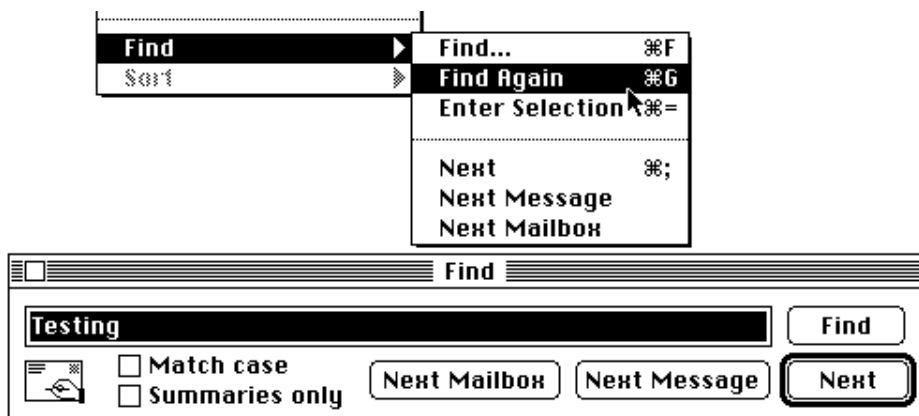 Find
Sort
Find... ⌘F
Find Again ⌘G
Enter Selection ⌘=
Next ⌘;
Next Message
Next Mailbox
Find
Testing
Find
Match case
Summaries only
Next Mailbox
Next Message
Next